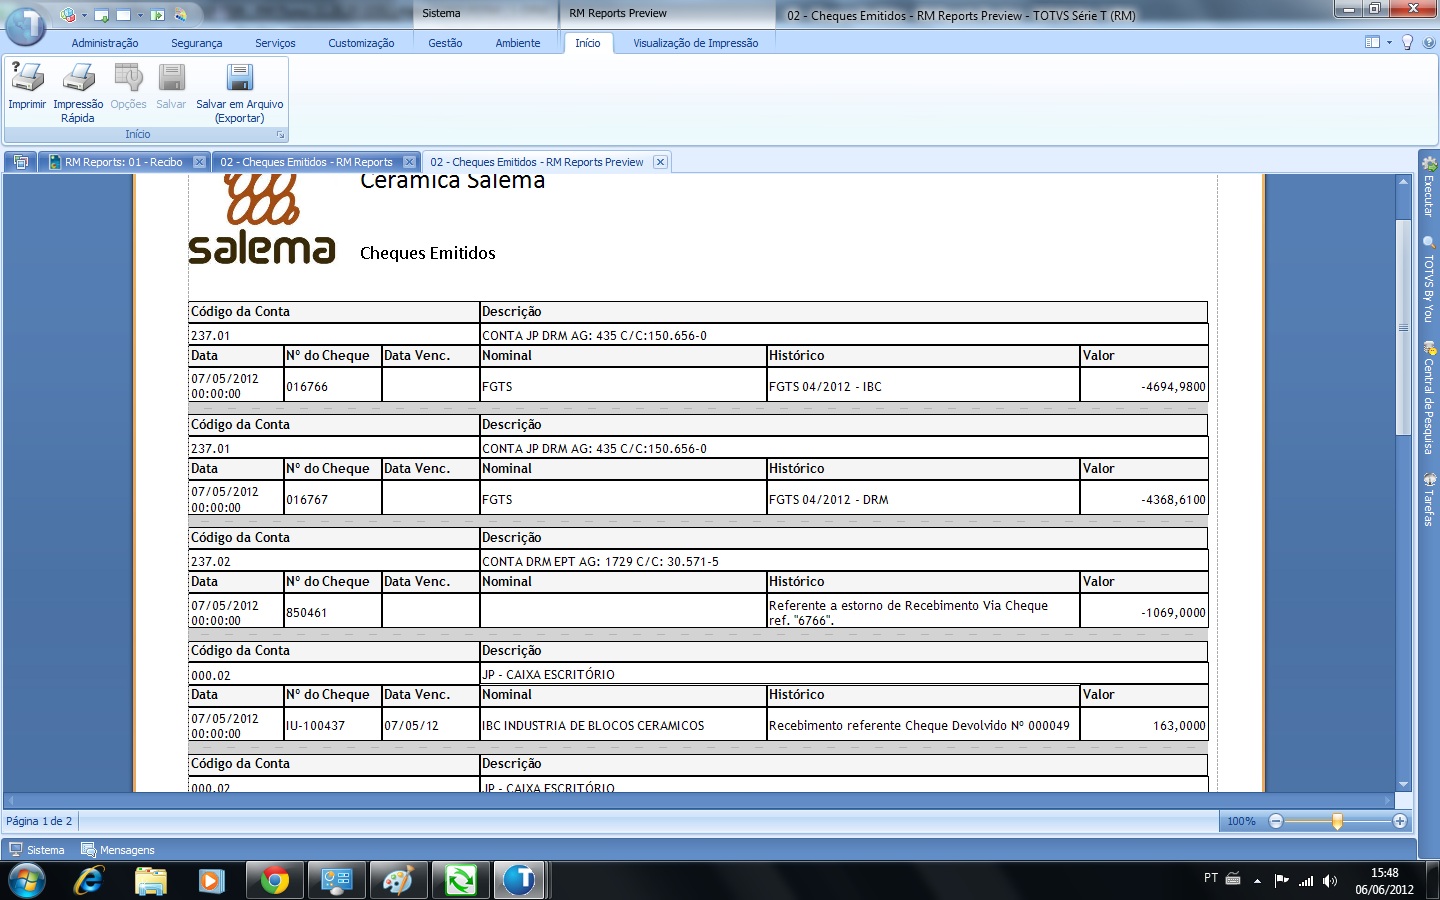 Sistema
RM Reports Preview
02 - Cheques Emitidos - RM Reports Preview - TOTVS Série T (RM)
Administração
Segurança
Serviços
Customização
Gestão
Ambiente
Início
Visualização de Impressão
Imprimir
Impressão
Rápida
Opções
Salvar
Salvar em Arquivo
(Exportar)
Início
RM Reports: 01 - Recibo
02 - Cheques Emitidos - RM Reports
02 - Cheques Emitidos - RM Reports Preview
Executar
TOTVS By You
Central de Pesquisa
Tarefas
Cerâmica Salema
salema
Cheques Emitidos
Código da Conta Descrição
237.01 CONTA JP DRM AG: 435 C/C:150.656-0
Data Nº do Cheque Data Venc. Nominal Histórico Valor
07/05/2012
00:00:00 016766 FGTS FGTS 04/2012 - IBC -4694,9800
Código da Conta Descrição
237.01 CONTA JP DRM AG: 435 C/C:150.656-0
Data Nº do Cheque Data Venc. Nominal Histórico Valor
07/05/2012
00:00:00 016767 FGTS FGTS 04/2012 - DRM -4368,6100
Código da Conta Descrição
237.02 CONTA DRM EPT AG: 1729 C/C: 30.571-5
Data Nº do Cheque Data Venc. Nominal Histórico Valor
07/05/2012
00:00:00 850461 Referente a estorno de Recebimento Via Cheque
ref. "6766". -1069,0000
Código da Conta Descrição
000.02 JP - CAIXA ESCRITÓRIO
Data Nº do Cheque Data Venc. Nominal Histórico Valor
07/05/2012
00:00:00 IU-100437 07/05/12 IBC INDUSTRIA DE BLOCOS CERAMICOS Recebimento referente Cheque Devolvido Nº 000049 163,0000
Código da Conta Descrição
000.02 JP - CAIXA ESCRITÓRIO
Página 1 de 2
100%
Sistema
Mensagens
PT
15:48
06/06/2012